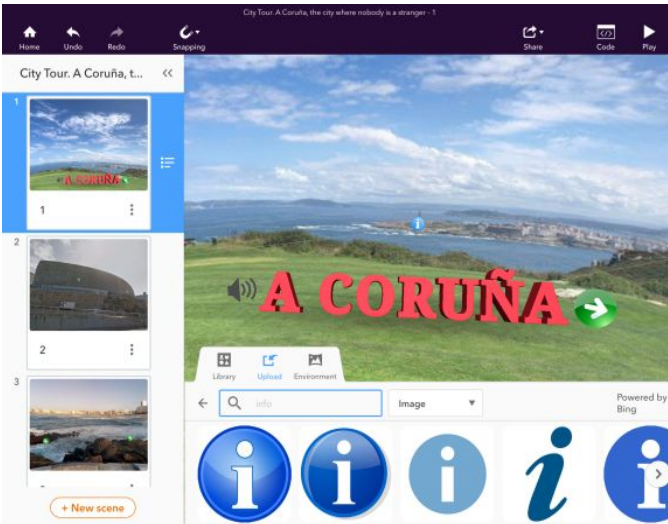 City Tour. A Coruña, the city where nobody is a stranger - 1
Home
Undo
Redo
Snapping
Share
Code
Play
City Tour. A Coruña, t... <<
1
A CORUÑA
1
2
2
3
+ New scene
A CORUÑA
Library
Upload
Environment
info
Image
Powered by
Bing